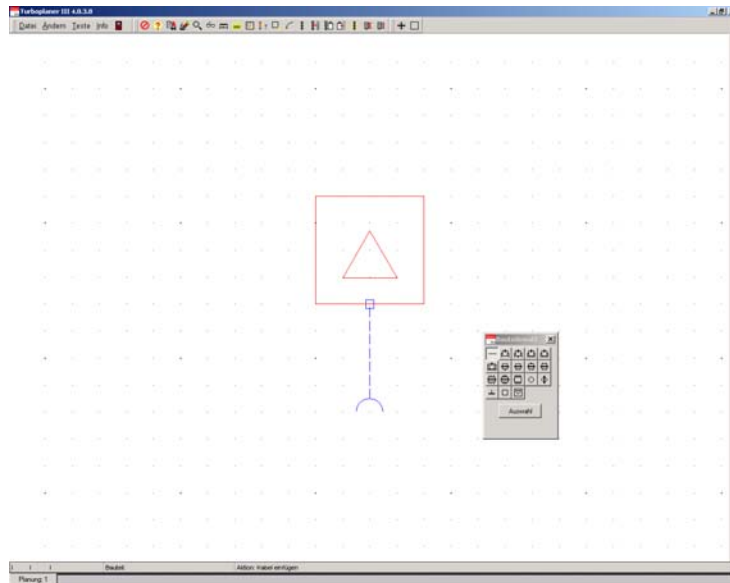 Turboplaner III 4.0.3.0
Datei Ändern Texte Info
Auswahl
Bauteil
Aktion: Kabel einfügen
Planung: 1